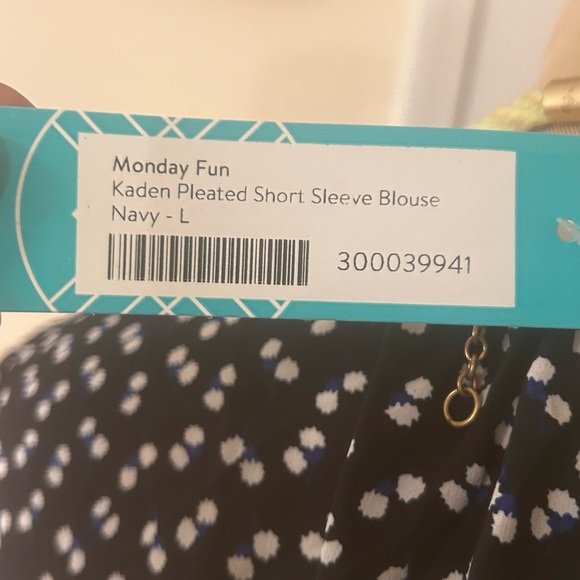 Monday Fun
Kaden Pleated Short Sleeve Blouse
Navy - L
300039941